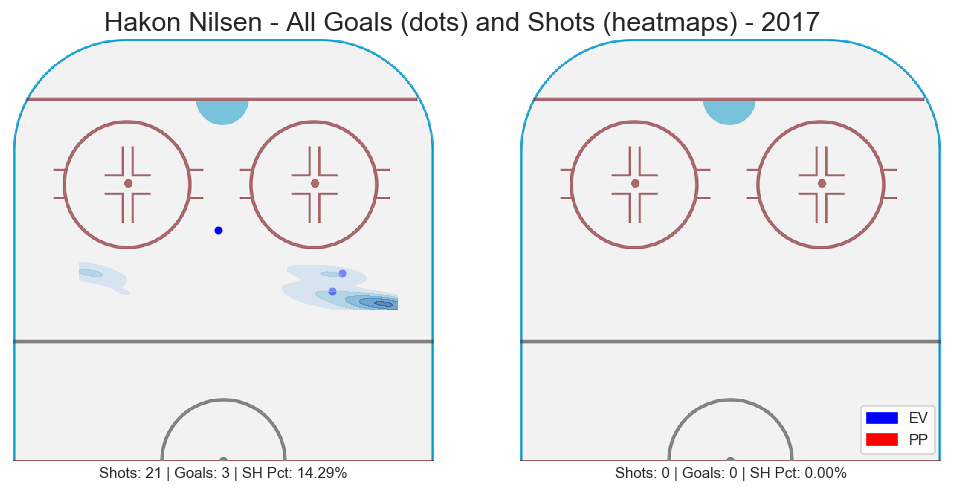 Hakon Nilsen - All Goals (dots) and Shots (heatmaps) - 2017
EV
PP
Shots: 21 | Goals: 3 | SH Pct: 14.29%
Shots: 0 | Goals: 0 | SH Pct: 0.00%